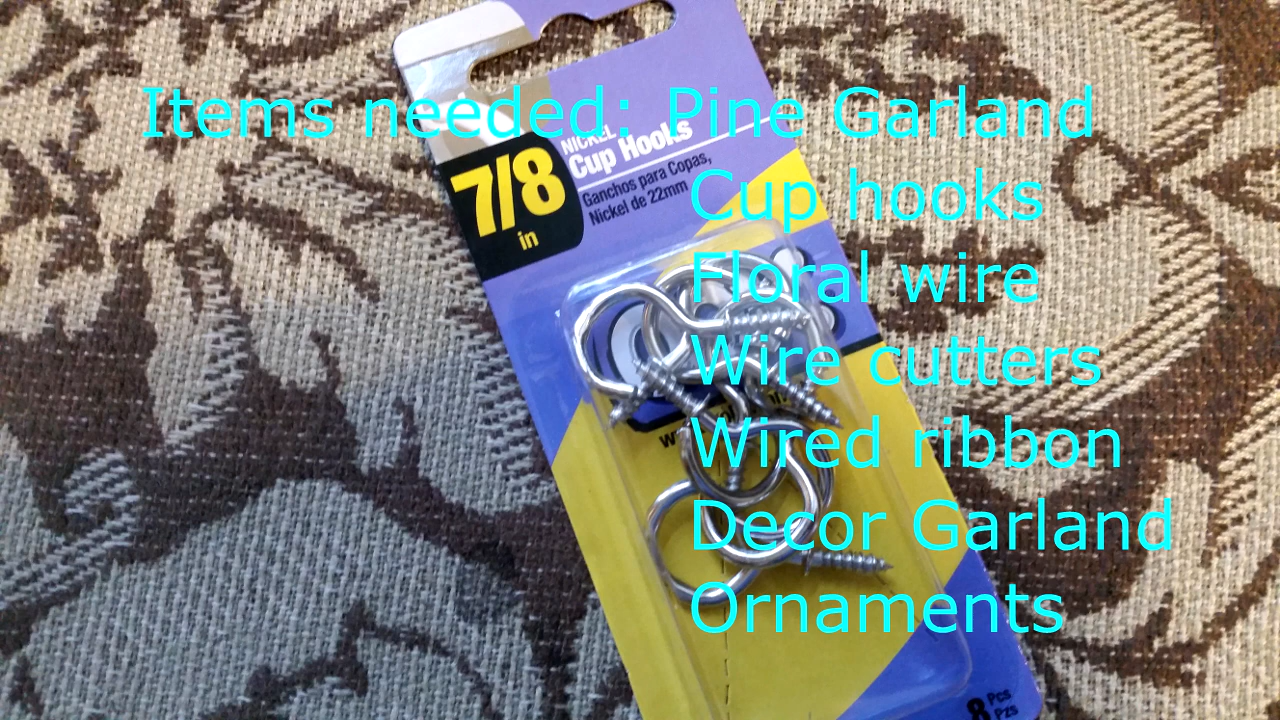 Items needed: Pine Garland
Cup hooks
Floral wire
Wire cutters
Wired ribbon
Decor Garland
Ornaments
7/8
in
NICKEL
Cup Hooks
Ganchos para Copas,
Nickel de 22mm
8 Pcs
Pzs